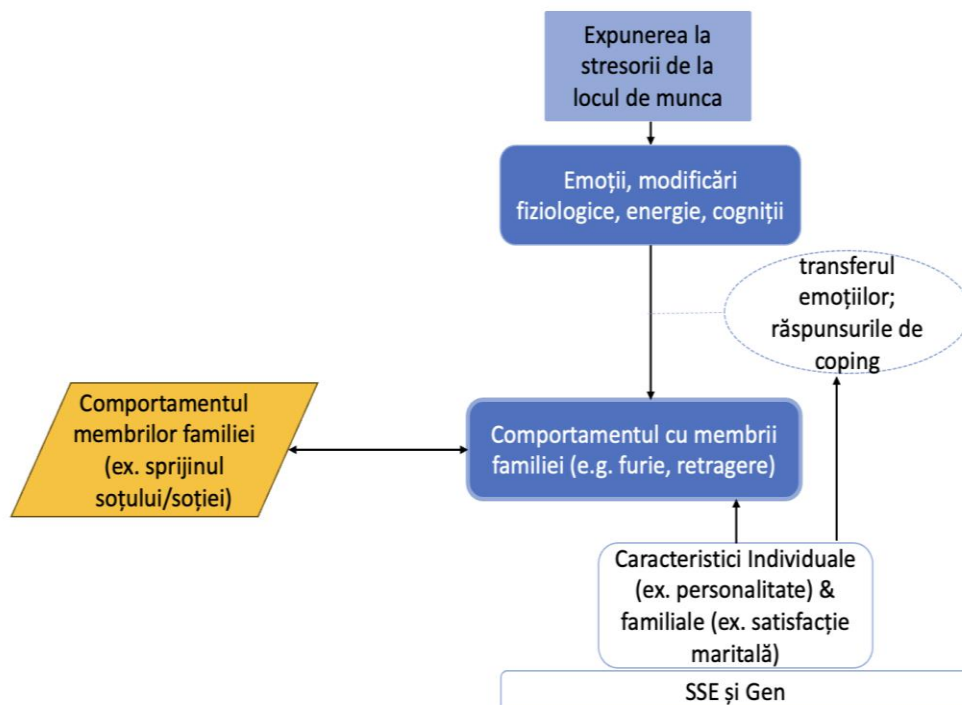 Expunerea la
stresorii de la
locul de munca
Emoții, modificări
fiziologice, energie, cogniții
transferul
emoțiilor;
răspunsurile de
coping
Comportamentul
membrilor familiei
(ex. sprijinul
soțului/soției)
Comportamentul cu membrii
familiei (e.g. furie, retragere)
Caracteristici Individuale
(ex. personalitate) &
familiale (ex. satisfacție
maritală)
SSE și Gen